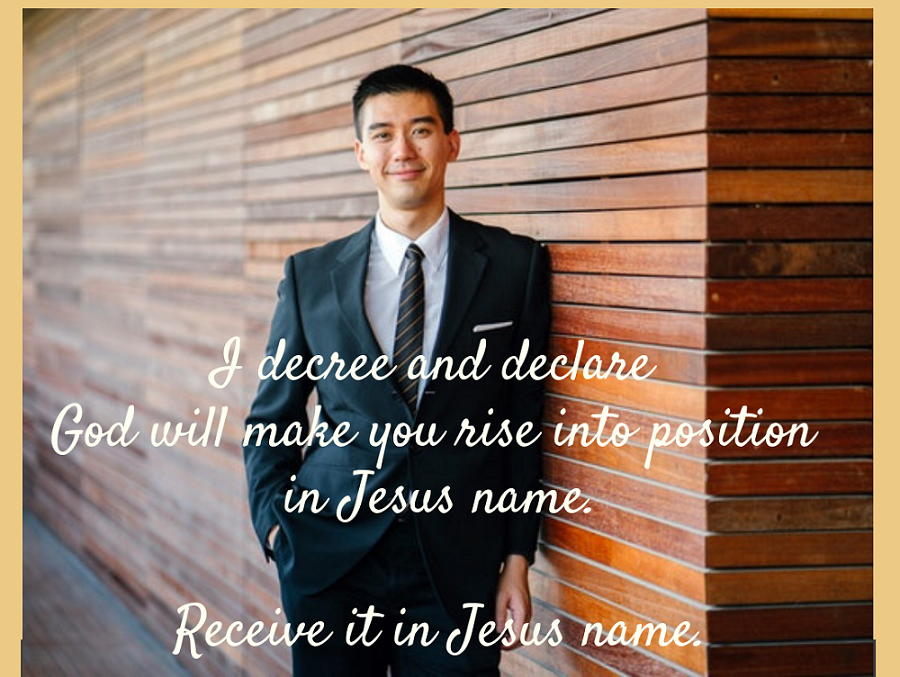 I decree and declare
God will make you rise into position
in Jesus name.
Receive it in Jesus name.